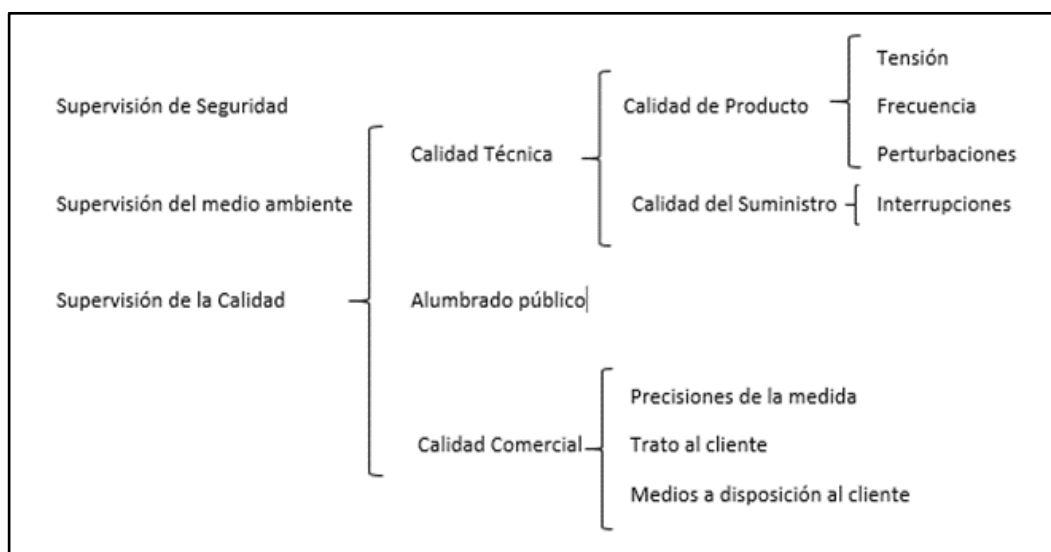 Supervisión de Seguridad
Supervisión del medio ambiente
Supervisión de la Calidad
Calidad Técnica
Alumbrado público
Calidad Comercial
Calidad de Producto
Calidad del Suministro
Tensión
Frecuencia
Perturbaciones
Interrupciones
Precisiones de la medida
Trato al cliente
Medios a disposición al cliente